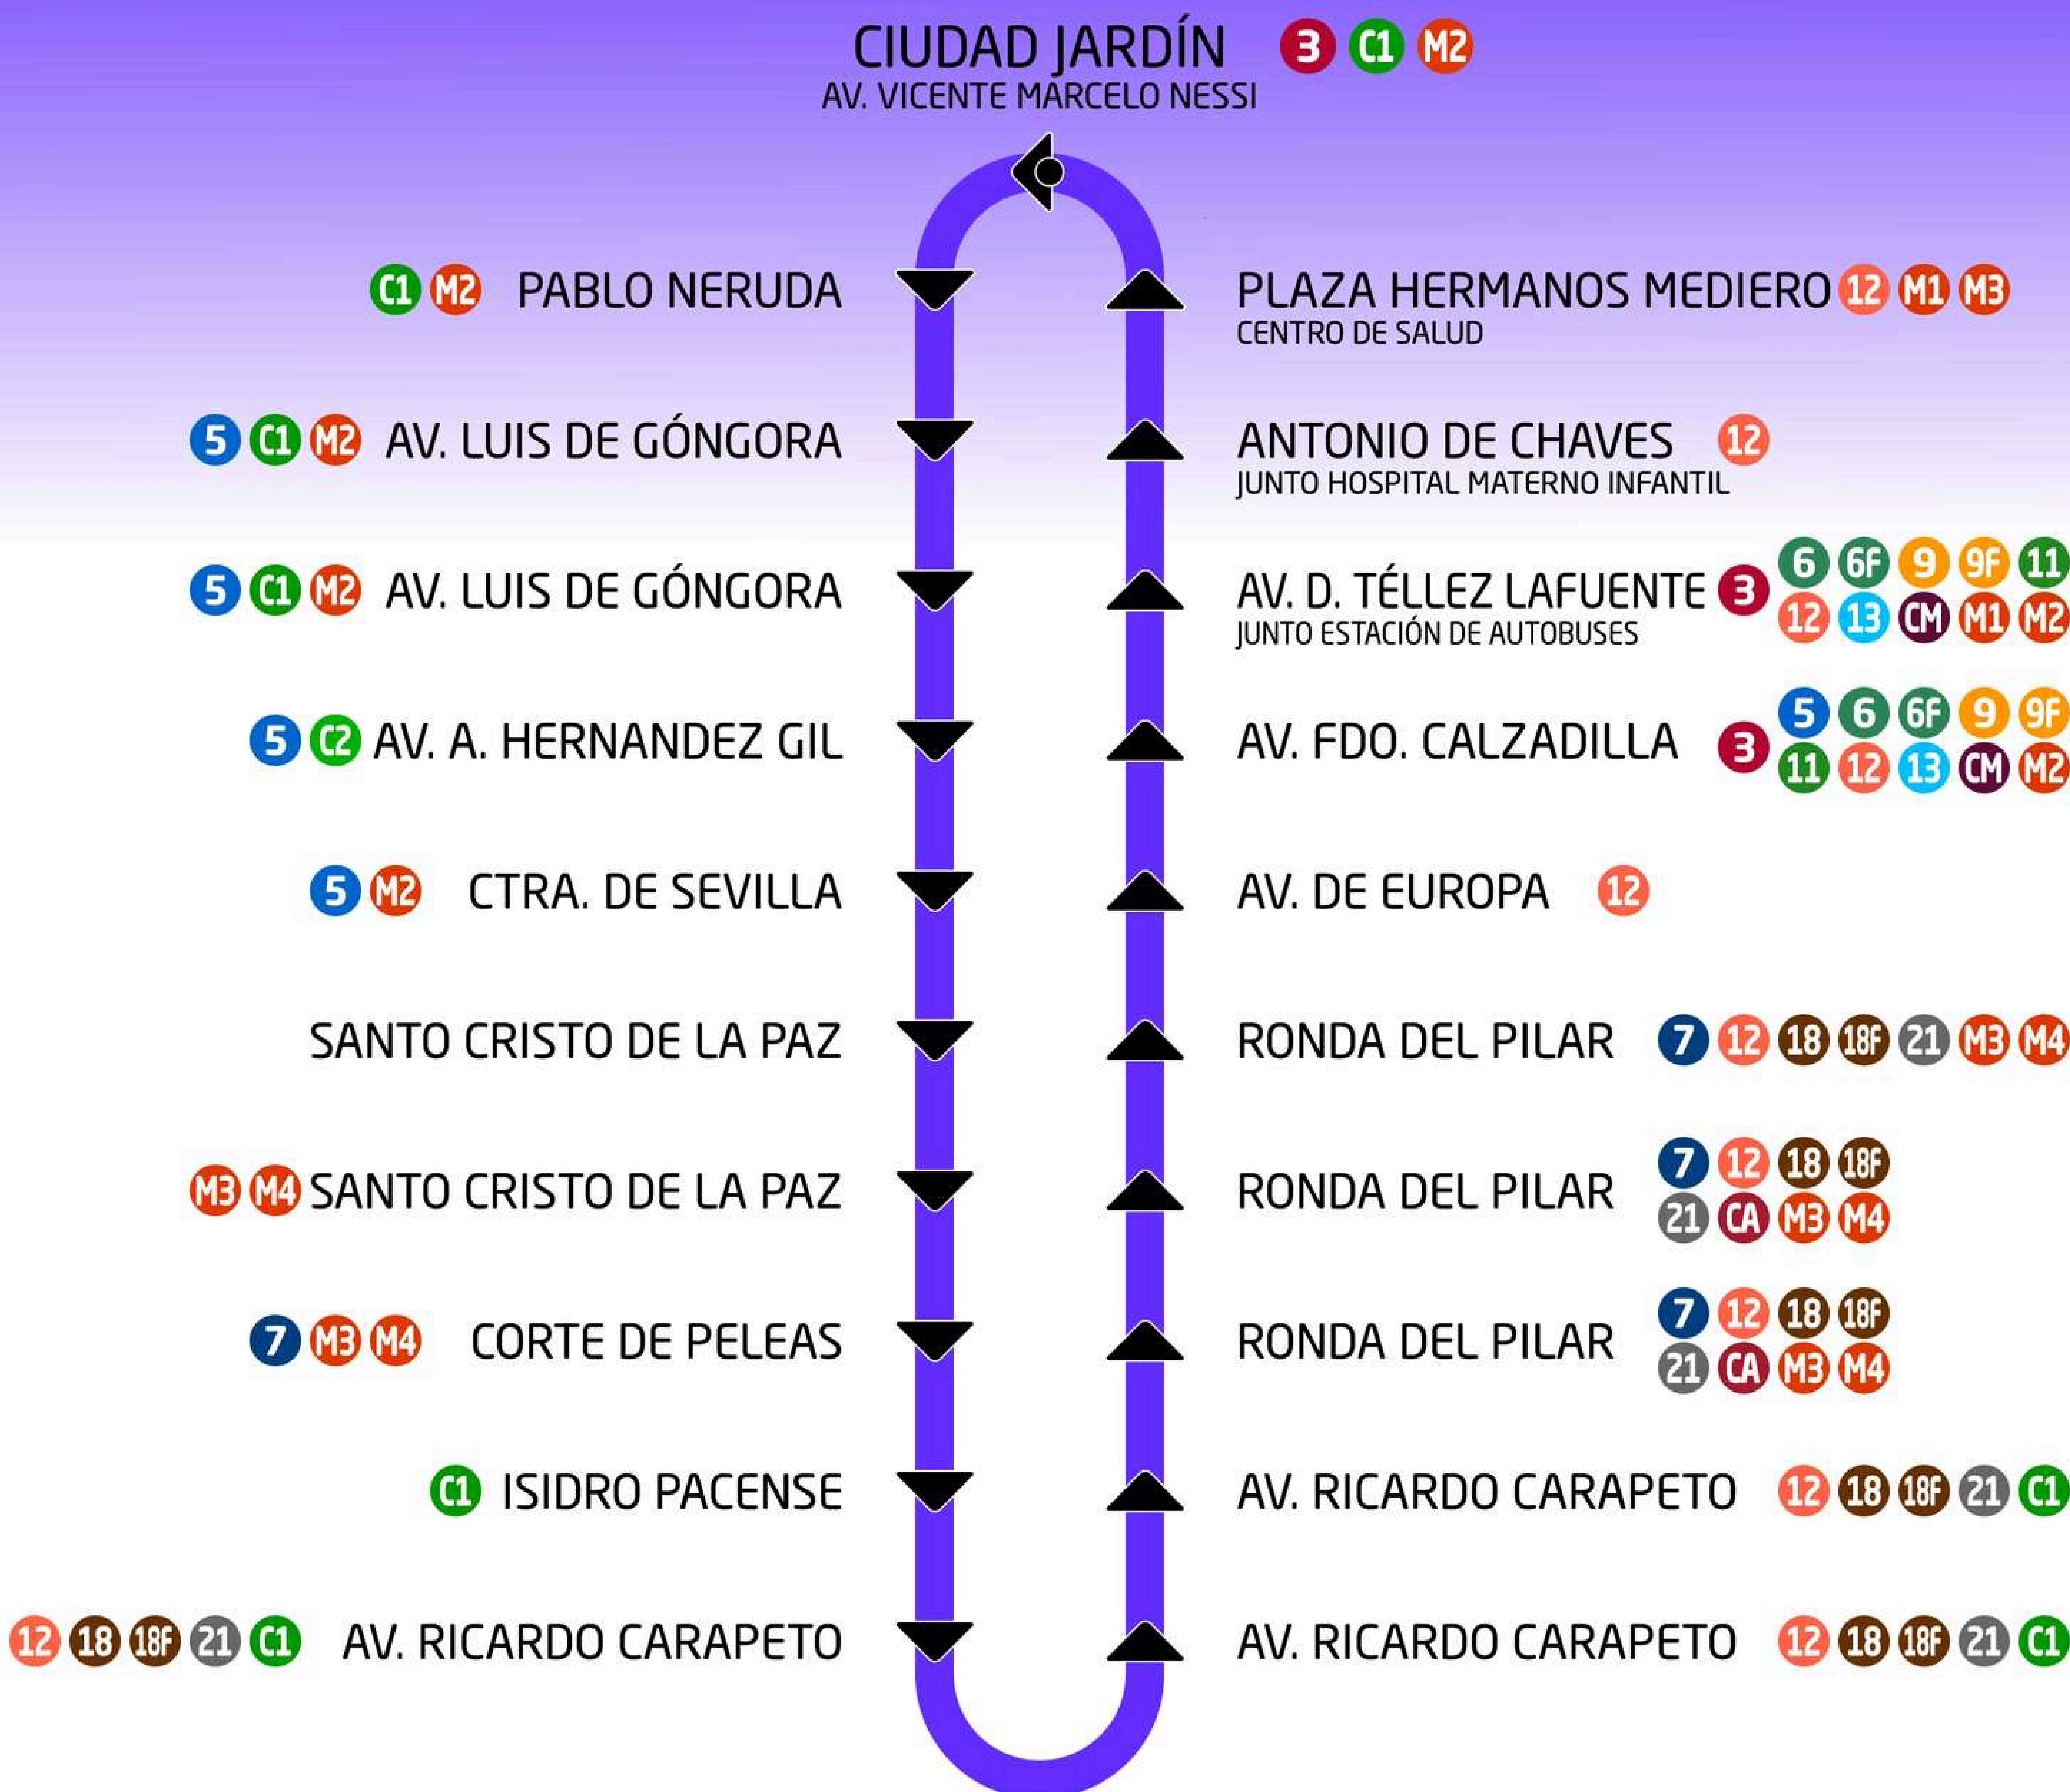 CIUDAD JARDÍN 3 C1 M2
AV. VICENTE MARCELO NESSI
C1 M2 PABLO NERUDA
PLAZA HERMANOS MEDIERO 12 M1 M3
CENTRO DE SALUD
5 C1 M2 AV. LUIS DE GÓNGORA
ANTONIO DE CHAVES 12
JUNTO HOSPITAL MATERNO INFANTIL
5 C1 M2 AV. LUIS DE GÓNGORA
AV. D. TÉLLEZ LAFUENTE 3 6 6F 9 9F 11
12 13 CM M1 M2
JUNTO ESTACIÓN DE AUTOBUSES
5 C2 AV. A. HERNANDEZ GIL
AV. FDO. CALZADILLA 3 5 6 6F 9 9F
11 12 13 CM M2
5 M2 CTRA. DE SEVILLA
AV. DE EUROPA 12
SANTO CRISTO DE LA PAZ
RONDA DEL PILAR 7 12 18 18F 21 M3 M4
M3 M4 SANTO CRISTO DE LA PAZ
RONDA DEL PILAR 7 12 18 18F
21 CA M3 M4
7 M3 M4 CORTE DE PELEAS
RONDA DEL PILAR 7 12 18 18F
21 CA M3 M4
C1 ISIDRO PACENSE
AV. RICARDO CARAPETO 12 18 18F 21 C1
12 18 18F 21 C1 AV. RICARDO CARAPETO
AV. RICARDO CARAPETO 12 18 18F 21 C1